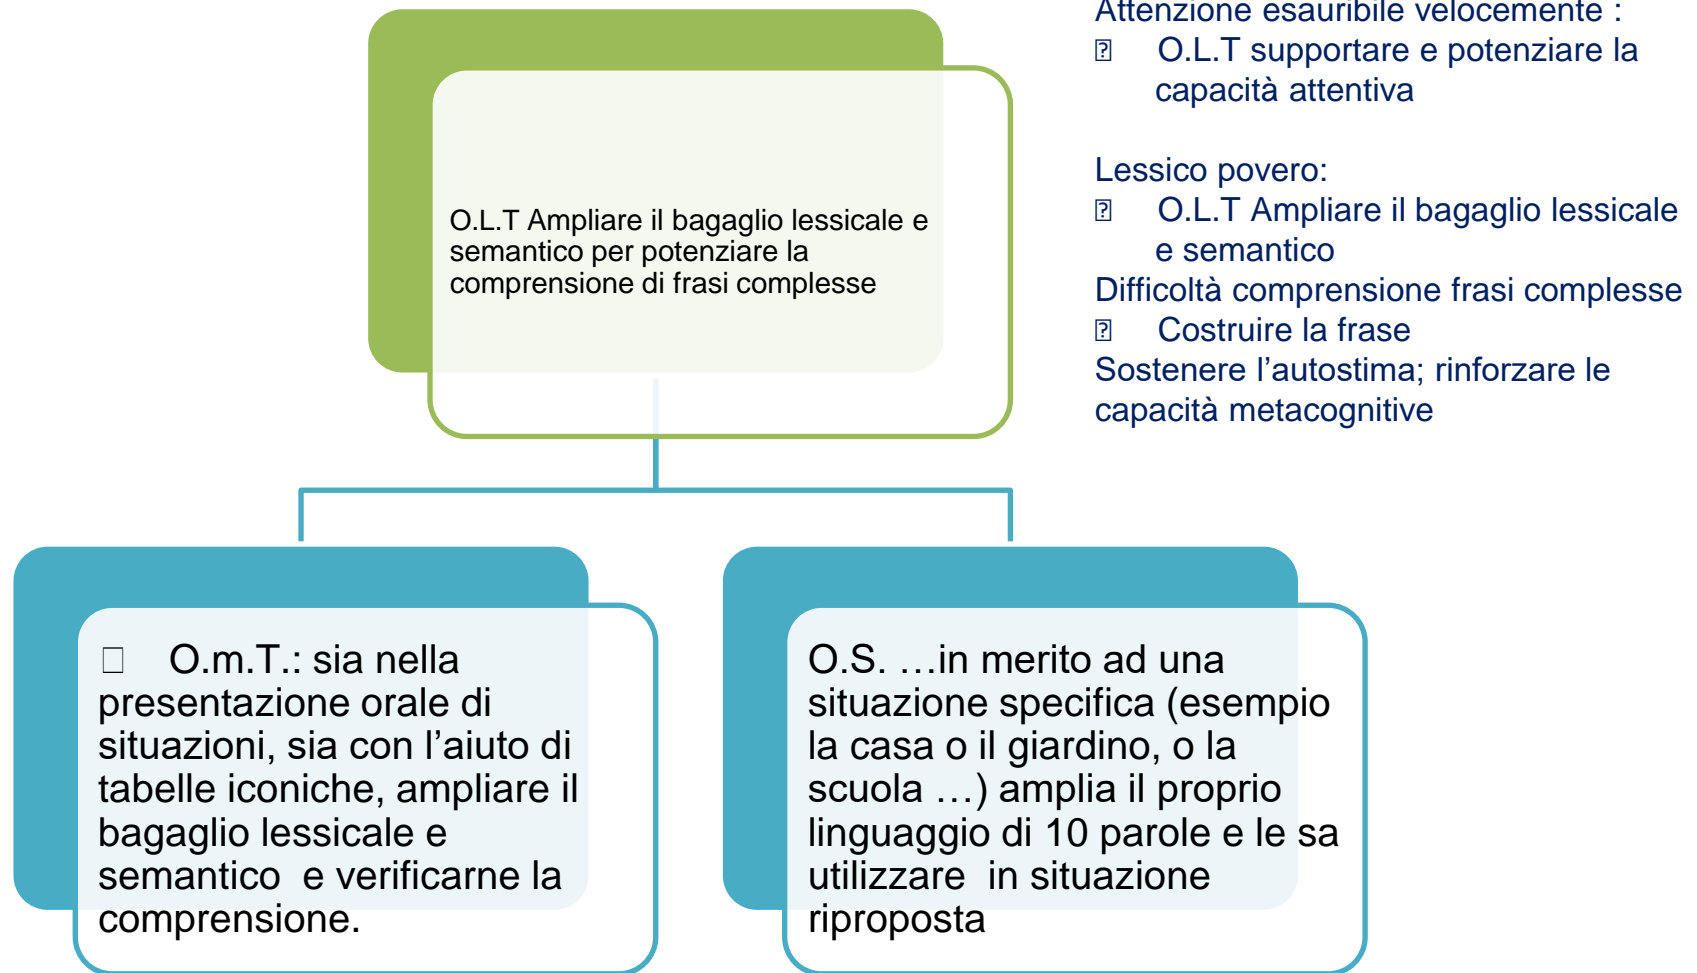 Attenzione esauribile velocemente :
O.L.T supportare e potenziare la
capacità attentiva
Lessico povero:
O.L.T Ampliare il bagaglio lessicale
e semantico
Difficoltà comprensione frasi complesse
Costruire la frase
Sostenere l’autostima; rinforzare le
capacità metacognitive
O.L.T Ampliare il bagaglio lessicale e
semantico per potenziare la
comprensione di frasi complesse
O.m.T.: sia nella
presentazione orale di
situazioni, sia con l’aiuto di
tabelle iconiche, ampliare il
bagaglio lessicale e
semantico e verificarne la
comprensione.
O.S. …in merito ad una
situazione specifica (esempio
la casa o il giardino, o la
scuola …) amplia il proprio
linguaggio di 10 parole e le sa
utilizzare in situazione
riproposta